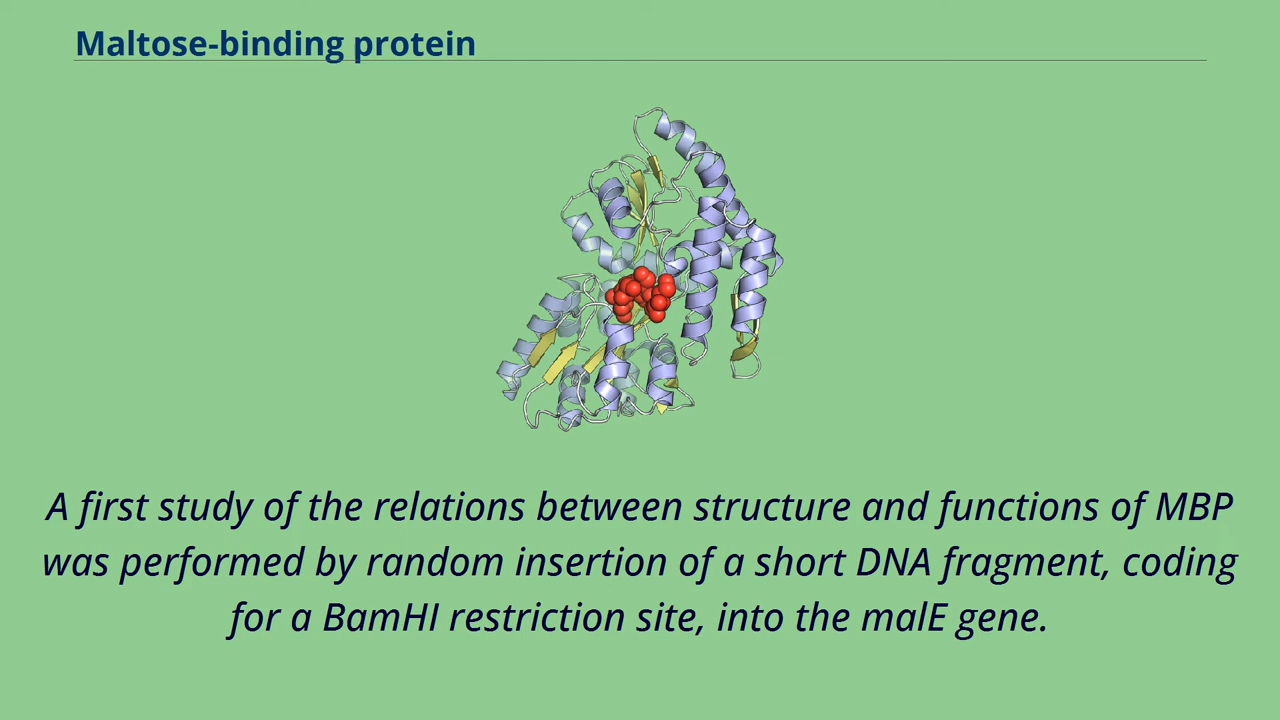 Maltose-binding protein
A first study of the relations between structure and functions of MBP
was performed by random insertion of a short DNA fragment, coding
for a BamHI restriction site, into the malE gene.